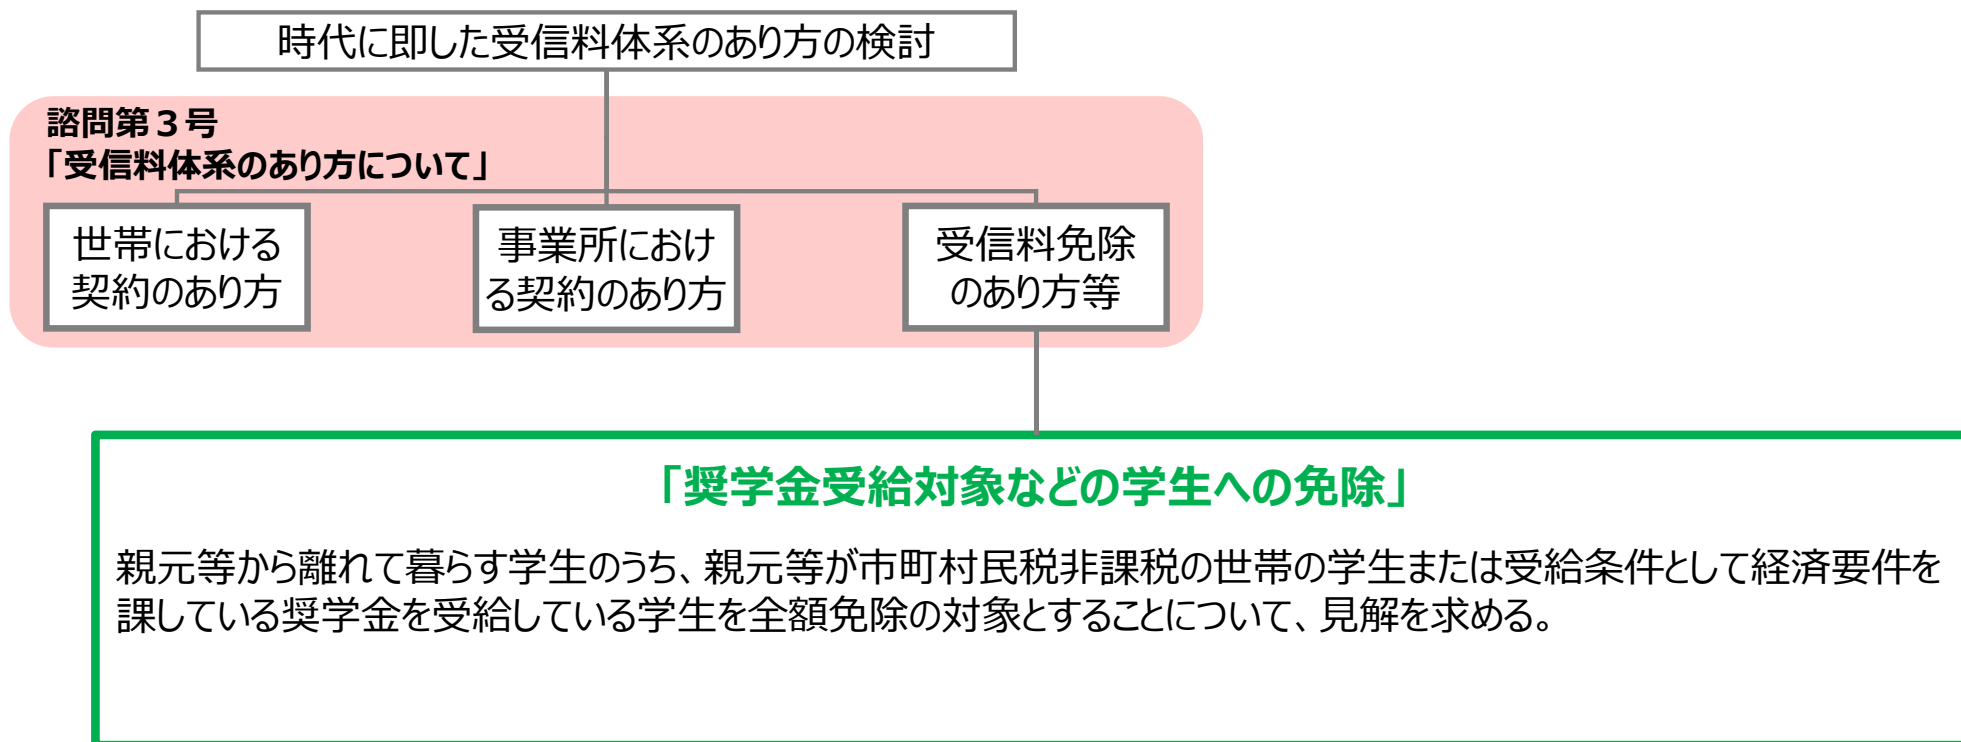 時代に即した受信料体系のあり方の検討
諮問第３号
「受信料体系のあり方について」
世帯における
契約のあり方
事業所におけ
る契約のあり方
受信料免除
のあり方等
「奨学金受給対象などの学生への免除」
親元等から離れて暮らす学生のうち、親元等が市町村民税非課税の世帯の学生または受給条件として経済要件を
課している奨学金を受給している学生を全額免除の対象とすることについて、見解を求める。